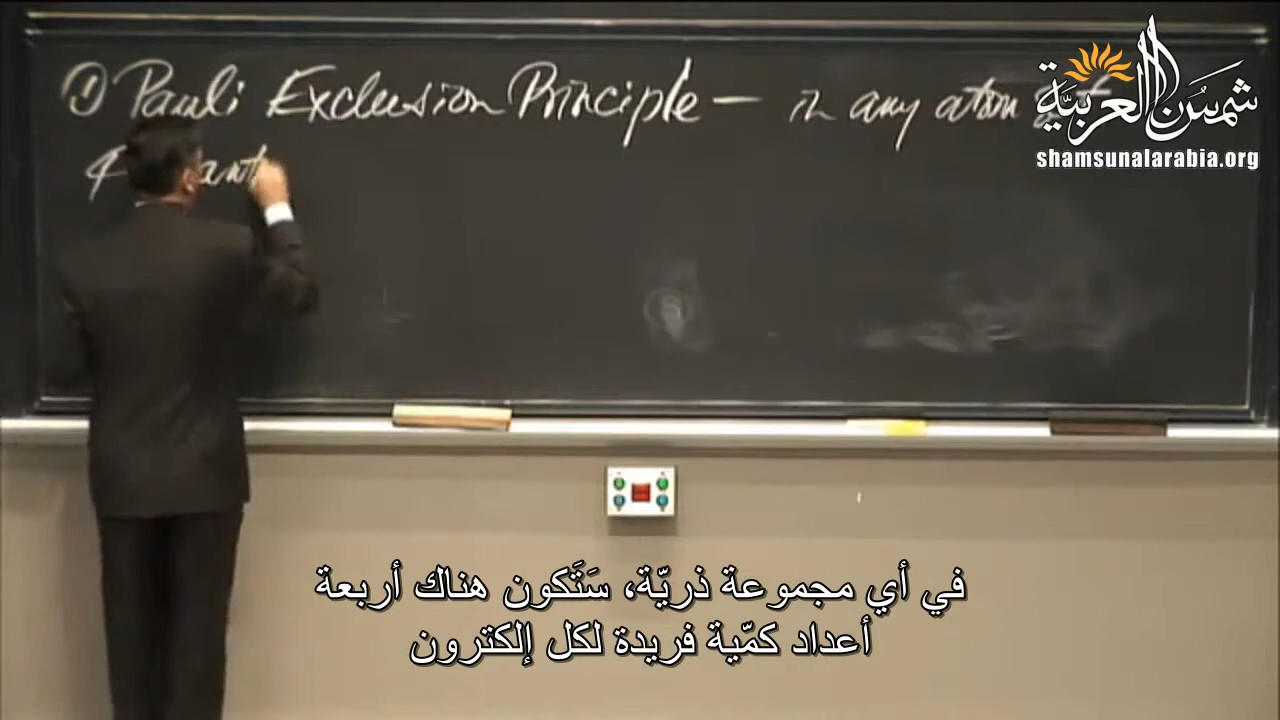 ① Pauli Exclusion Principle — in any atom
4
شمس العربية
shamsunalarabia.org
في أي مجموعة ذريّة، سَتَكون هناك أربعة
أعداد كمّية فريدة لكل إلكترون